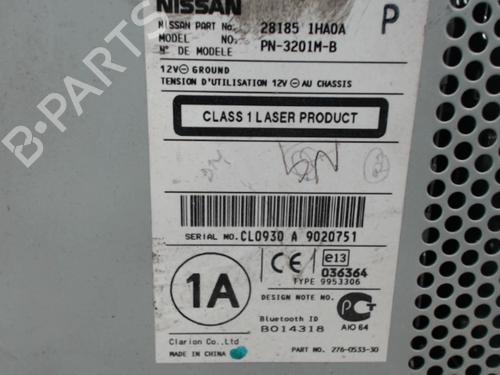 NISSAN
NISSAN PART No. 28185 1HA0A P
MODEL NO. PN-3201M-B
N° DE MODELE
12V⊖ GROUND
TENSION D'UTILISATION 12V⊖ AU CHASSIS
CLASS 1 LASER PRODUCT
SERIAL NO. CL0930 A 9020751
1A
CE e13
036364
TYPE 9953306
DESIGN NOTE NO.
Bluetooth ID
B014318
АЮ 64
Clarion Co.,Ltd
MADE IN CHINA
PART NO. 276-0533-30
B-Parts